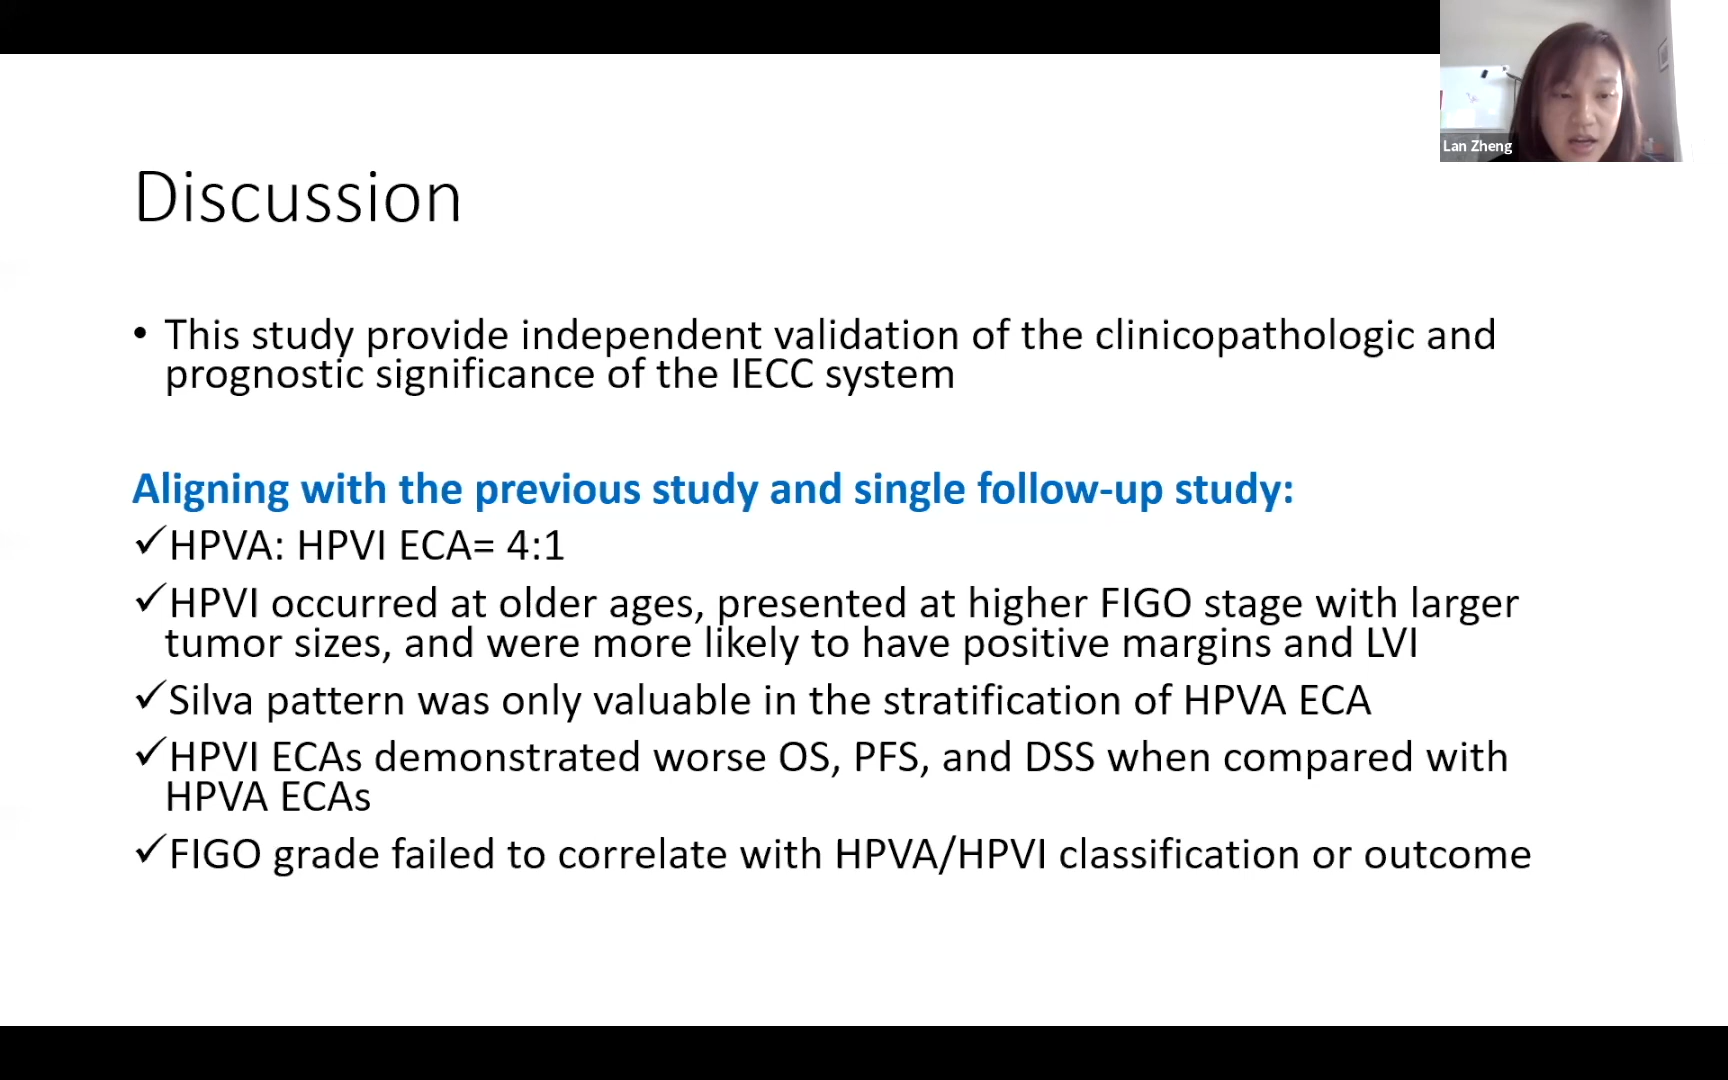 Lan Zheng
Discussion
• This study provide independent validation of the clinicopathologic and
prognostic significance of the IECC system
Aligning with the previous study and single follow-up study:
✓HPVA: HPVI ECA= 4:1
✓HPVI occurred at older ages, presented at higher FIGO stage with larger
tumor sizes, and were more likely to have positive margins and LVI
✓Silva pattern was only valuable in the stratification of HPVA ECA
✓HPVI ECAs demonstrated worse OS, PFS, and DSS when compared with
HPVA ECAs
✓FIGO grade failed to correlate with HPVA/HPVI classification or outcome